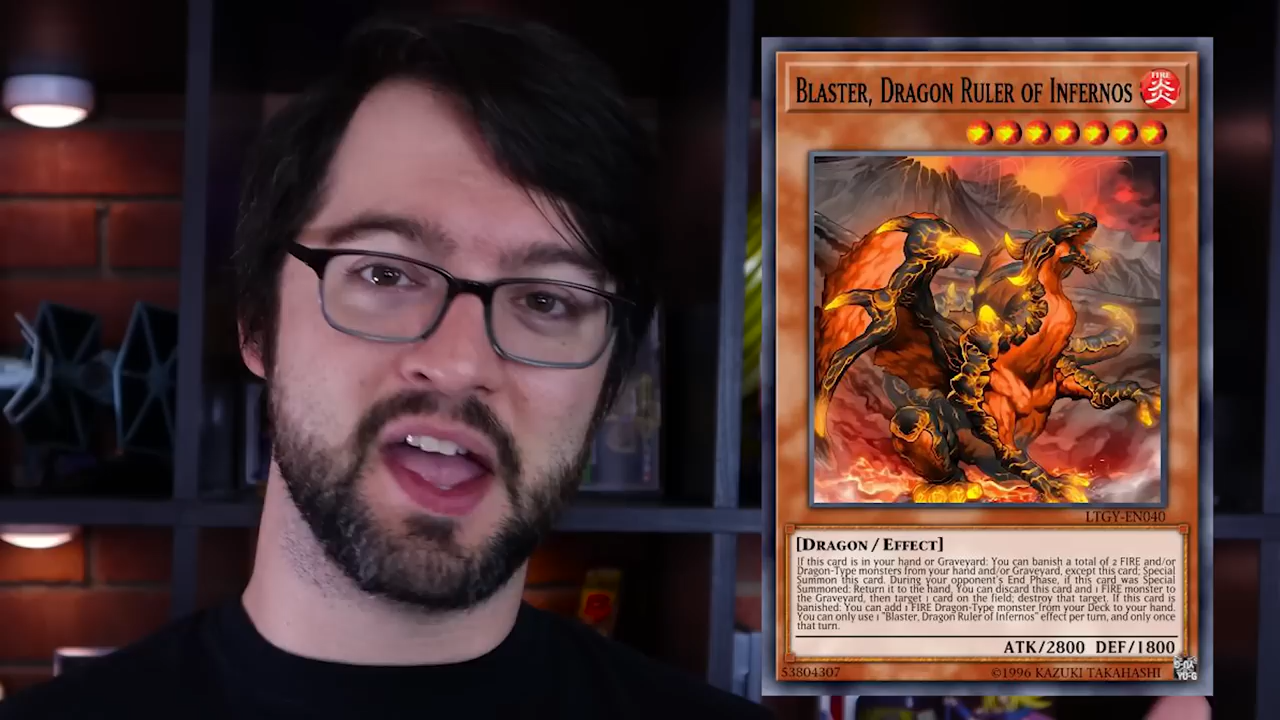 BLASTER, DRAGON RULER OF INFERNOS
FIRE
炎
LTGY-EN040
[DRAGON / EFFECT]
If this card is in your hand or Graveyard: You can banish a total of 2 FIRE and/or
Dragon-Type monsters from your hand and/or Graveyard, except this card; Special
Summon this card. During your opponent's End Phase, if this card was Special
Summoned: Return it to the hand. You can discard this card and 1 FIRE monster to
the Graveyard, then target 1 card on the field; destroy that target. If this card is
banished: You can add 1 FIRE Dragon-Type monster from your Deck to your hand.
You can only use 1 "Blaster, Dragon Ruler of Infernos" effect per turn, and only once
that turn.
ATK/2800 DEF/1800
53804307
©1996 KAZUKI TAKAHASHI